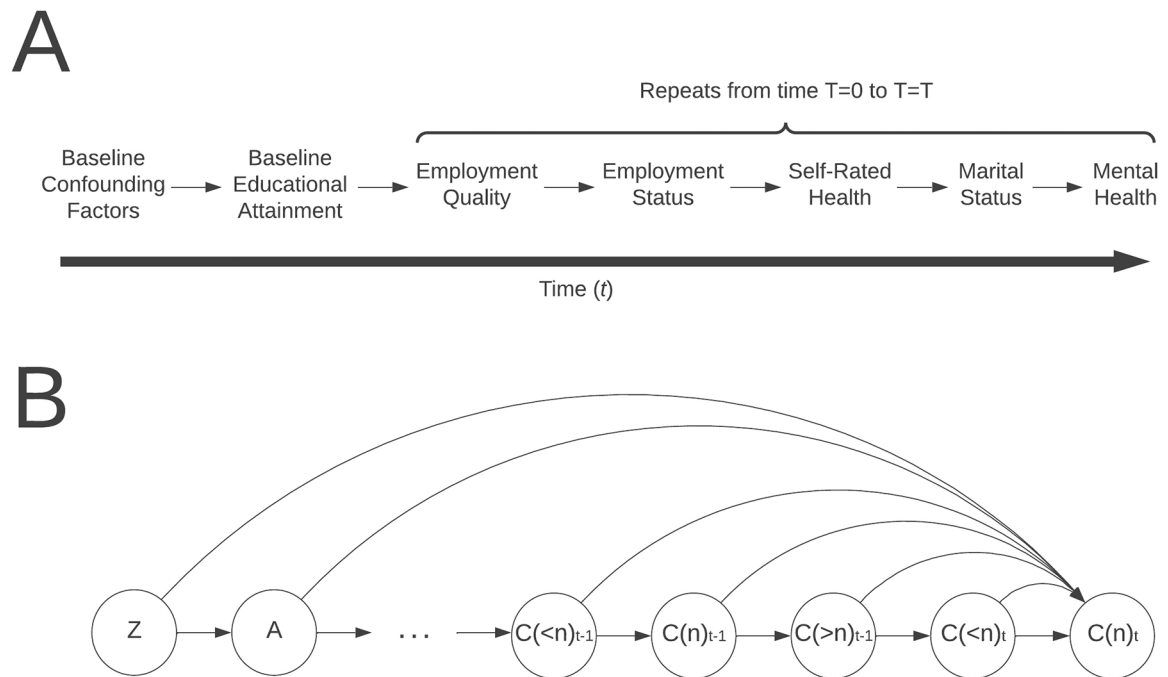 A
Repeats from time T=0 to T=T
Baseline
Confounding
Factors
Baseline
Educational
Attainment
Employment
Quality
Employment
Status
Self-Rated
Health
Marital
Status
Mental
Health
Time (t)
B
Z
A
...
C(<n)t-1
C(n)t-1
C(>n)t-1
C(<n)t
C(n)t